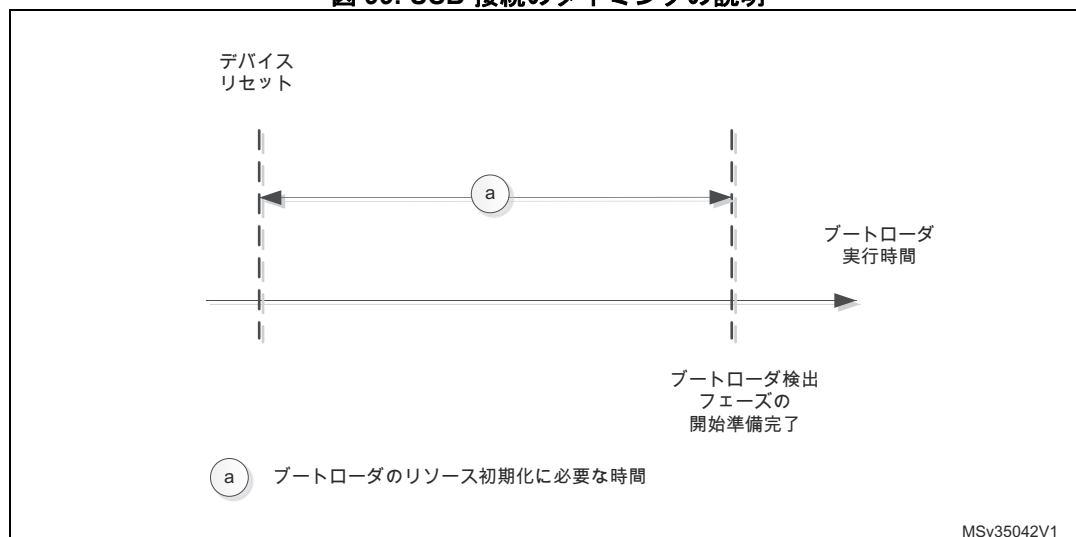 デバイス
リセット
a
ブートローダ
実行時間
ブートローダ検出
フェーズの
開始準備完了
a ブートローダのリソース初期化に必要な時間
MSv35042V1